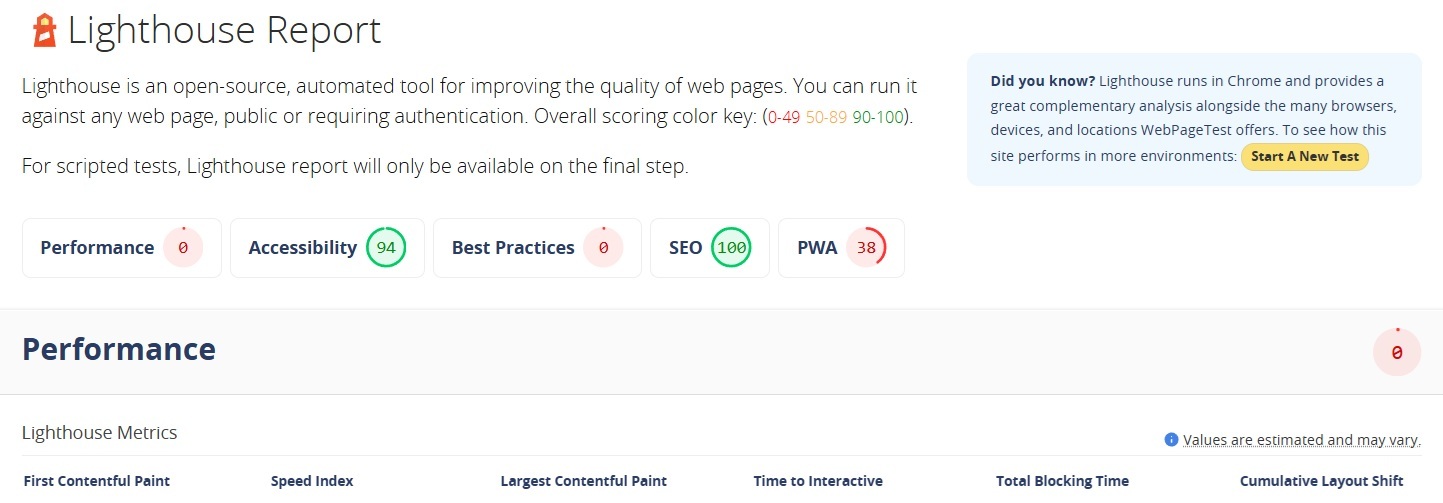 Lighthouse Report
Lighthouse is an open-source, automated tool for improving the quality of web pages. You can run it
against any web page, public or requiring authentication. Overall scoring color key: (0-49 50-89 90-100).
For scripted tests, Lighthouse report will only be available on the final step.
Did you know? Lighthouse runs in Chrome and provides a
great complementary analysis alongside the many browsers,
devices, and locations WebPageTest offers. To see how this
site performs in more environments: Start A New Test
Performance 0 Accessibility 94 Best Practices 0 SEO 100 PWA 38
Performance 0
Lighthouse Metrics
Values are estimated and may vary.
First Contentful Paint Speed Index Largest Contentful Paint Time to Interactive Total Blocking Time Cumulative Layout Shift